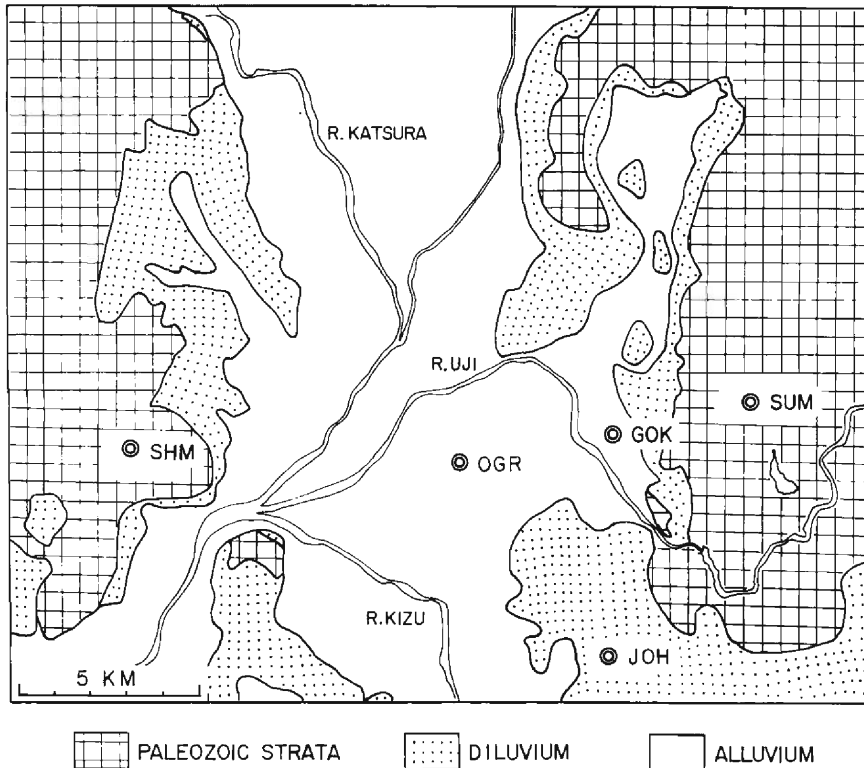 R. KATSURA
R. UJI
SUM
GOK
SHM
OGR
R. KIZU
JOH
5 KM
PALEOZOIC STRATA
DILUVIUM
ALLUVIUM